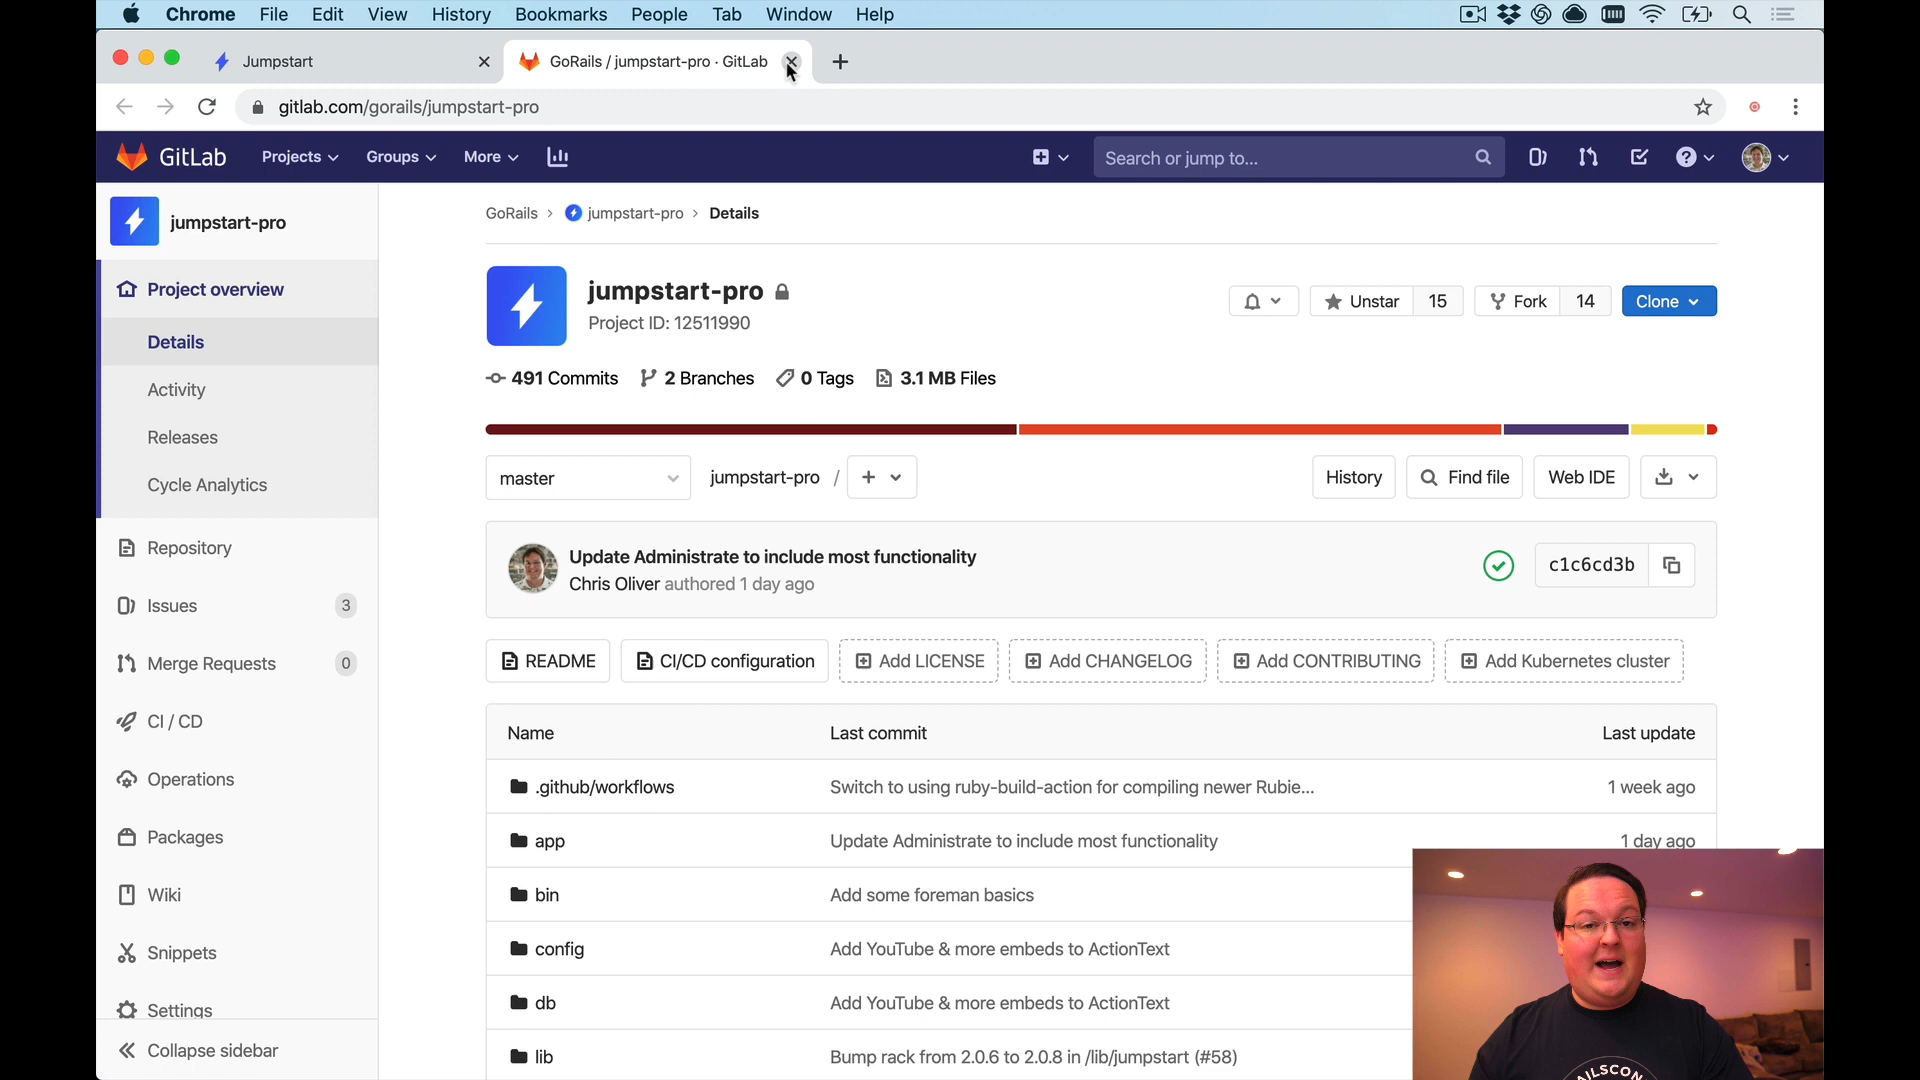 Chrome File Edit View History Bookmarks People Tab Window Help
Jumpstart
GoRails / jumpstart-pro · GitLab
gitlab.com/gorails/jumpstart-pro
GitLab Projects Groups More
Search or jump to...
jumpstart-pro
Project overview
Details
Activity
Releases
Cycle Analytics
Repository
Issues 3
Merge Requests 0
CI / CD
Operations
Packages
Wiki
Snippets
Settings
Collapse sidebar
GoRails > jumpstart-pro > Details
jumpstart-pro
Project ID: 12511990
Unstar 15
Fork 14
Clone
491 Commits 2 Branches 0 Tags 3.1 MB Files
master
jumpstart-pro / +
History
Find file
Web IDE
Update Administrate to include most functionality
Chris Oliver authored 1 day ago
c1c6cd3b
README
CI/CD configuration
Add LICENSE
Add CHANGELOG
Add CONTRIBUTING
Add Kubernetes cluster
Name Last commit Last update
.github/workflows Switch to using ruby-build-action for compiling newer Rubie... 1 week ago
app Update Administrate to include most functionality 1 day ago
bin Add some foreman basics
config Add YouTube & more embeds to ActionText
db Add YouTube & more embeds to ActionText
lib Bump rack from 2.0.6 to 2.0.8 in /lib/jumpstart (#58)